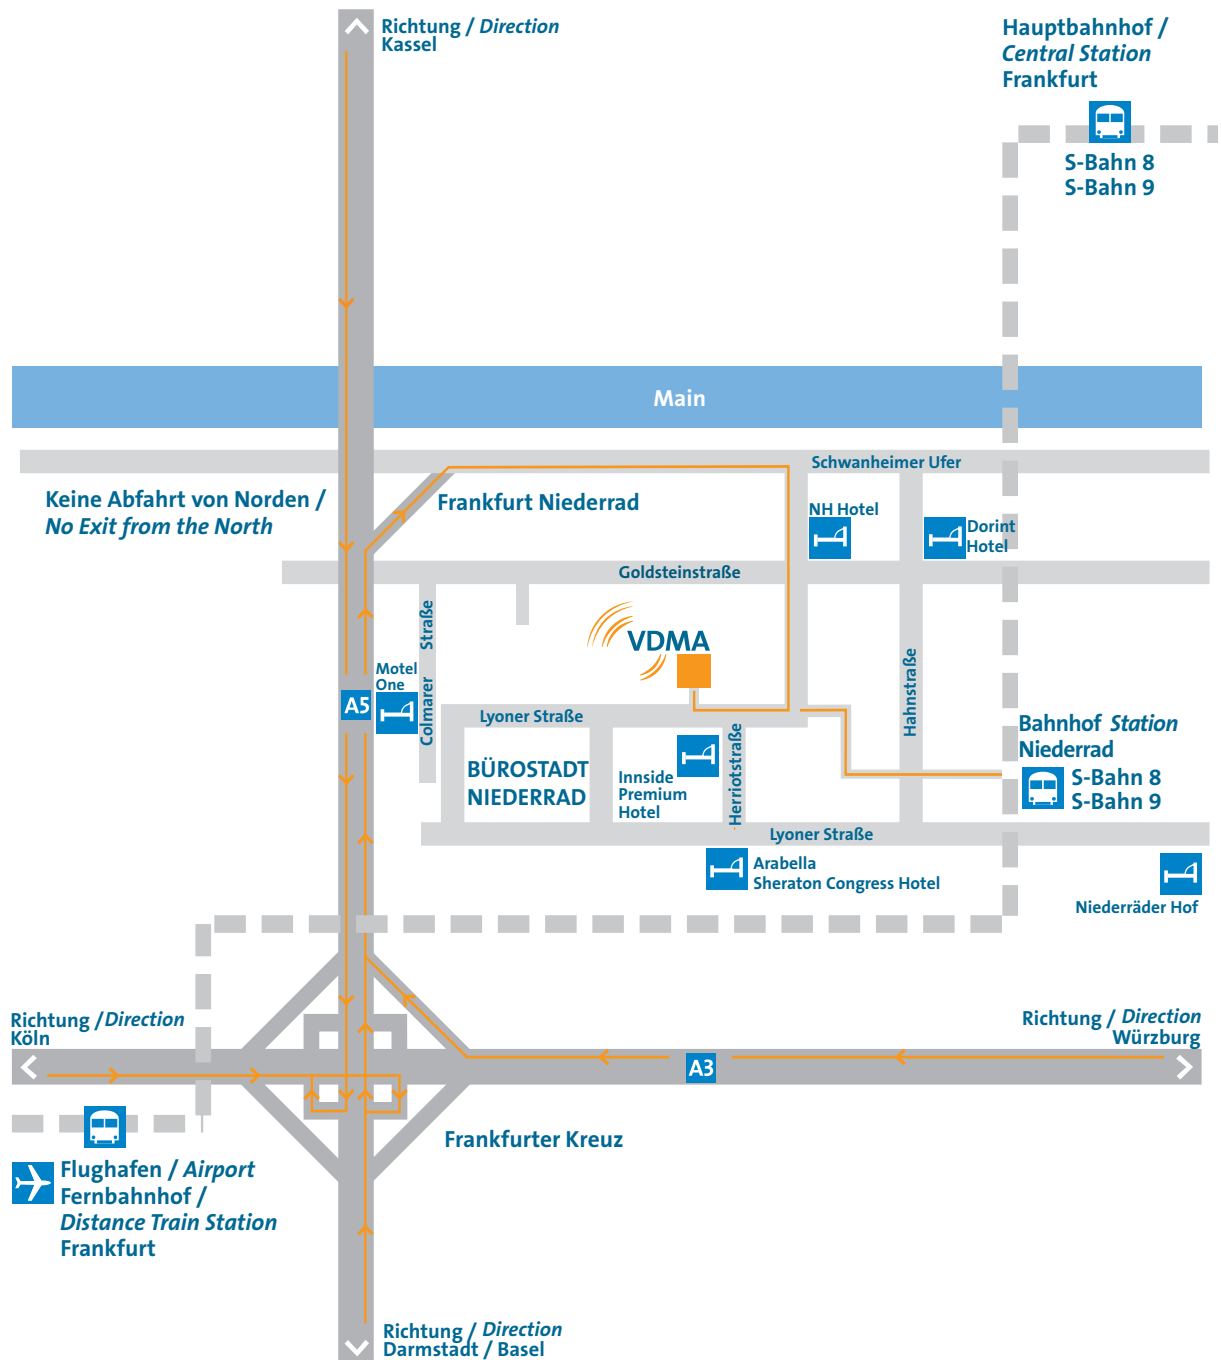 Richtung / Direction
Kassel
Hauptbahnhof /
Central Station
Frankfurt
S-Bahn 8
S-Bahn 9
Main
Schwanheimer Ufer
Keine Abfahrt von Norden /
No Exit from the North
Frankfurt Niederrad
NH Hotel
Dorint
Hotel
Goldsteinstraße
Colmarer Straße
VDMA
Motel
One
A5
Hahnstraße
Lyoner Straße
Bahnhof Station
Niederrad
S-Bahn 8
S-Bahn 9
BÜROSTADT
NIEDERRAD
Innside
Premium
Hotel
Herriotstraße
Lyoner Straße
Arabella
Sheraton Congress Hotel
Niederräder Hof
Richtung /Direction
Köln
Richtung / Direction
Würzburg
A3
Frankfurter Kreuz
Flughafen / Airport
Fernbahnhof /
Distance Train Station
Frankfurt
Richtung / Direction
Darmstadt / Basel